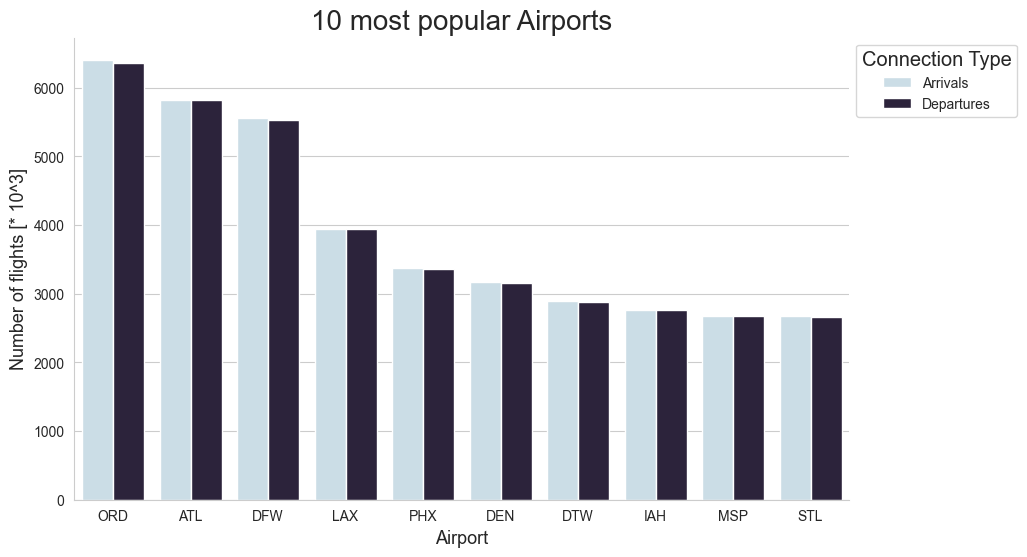 10 most popular Airports
Connection Type
Arrivals
Departures
Number of flights [* 10^3]
6000
5000
4000
3000
2000
1000
0
ORD ATL DFW LAX PHX DEN DTW IAH MSP STL
Airport